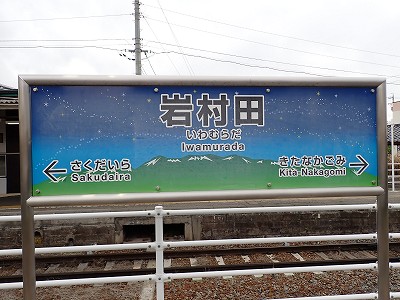 岩村田
いわむらだ
Iwamurada
← さくだいら
Sakudaira
きたなかごみ →
Kita-Nakagomi